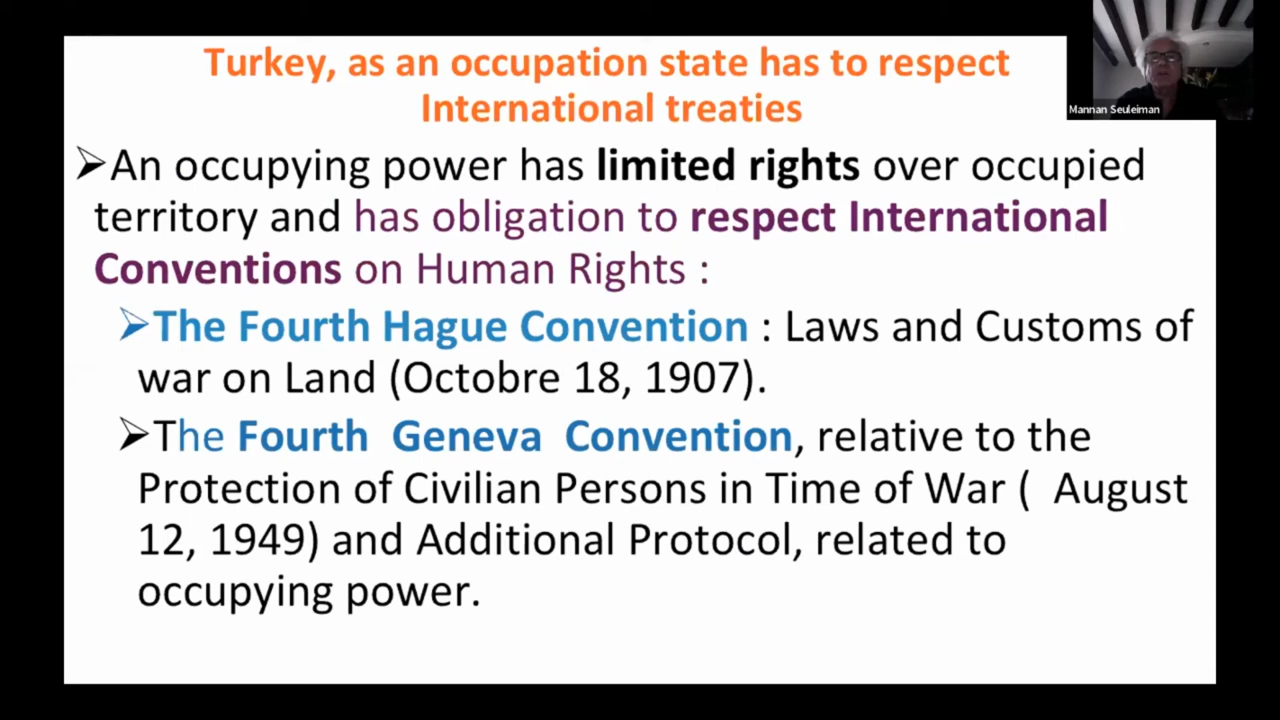 Turkey, as an occupation state has to respect
International treaties
Mannan Seuleiman
➢An occupying power has limited rights over occupied
territory and has obligation to respect International
Conventions on Human Rights :
➢The Fourth Hague Convention : Laws and Customs of
war on Land (Octobre 18, 1907).
➢The Fourth Geneva Convention, relative to the
Protection of Civilian Persons in Time of War ( August
12, 1949) and Additional Protocol, related to
occupying power.